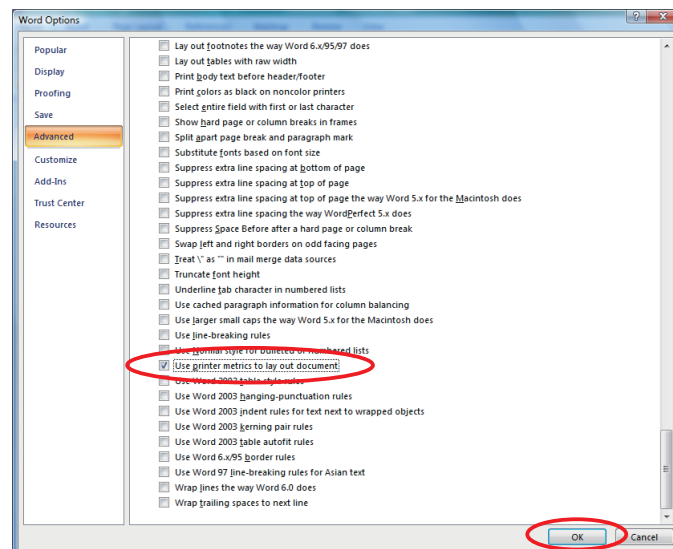 Word Options
Popular
Display
Proofing
Save
Advanced
Customize
Add-Ins
Trust Center
Resources
Lay out footnotes the way Word 6.x/95/97 does
Lay out tables with raw width
Print body text before header/footer
Print colors as black on noncolor printers
Select entire field with first or last character
Show hard page or column breaks in frames
Split apart page break and paragraph mark
Substitute fonts based on font size
Suppress extra line spacing at bottom of page
Suppress extra line spacing at top of page
Suppress extra line spacing at top of page the way Word 5.x for the Macintosh does
Suppress extra line spacing the way WordPerfect 5.x does
Suppress Space Before after a hard page or column break
Swap left and right borders on odd facing pages
Treat \" as "" in mail merge data sources
Truncate font height
Underline tab character in numbered lists
Use cached paragraph information for column balancing
Use larger small caps the way Word 5.x for the Macintosh does
Use line-breaking rules
Use Normal style for bulleted or numbered lists
Use printer metrics to lay out document
Use Word 2003 table style rules
Use Word 2003 hanging-punctuation rules
Use Word 2003 indent rules for text next to wrapped objects
Use Word 2003 kerning pair rules
Use Word 2003 table autofit rules
Use Word 6.x/95 border rules
Use Word 97 line-breaking rules for Asian text
Wrap lines the way Word 6.0 does
Wrap trailing spaces to next line
OK
Cancel